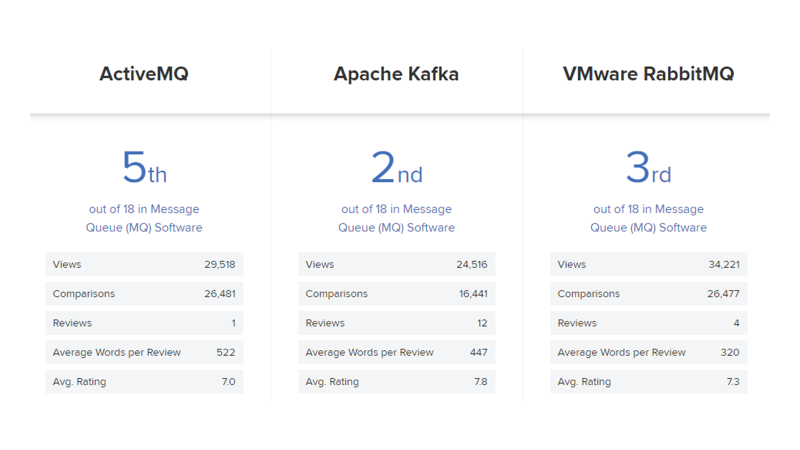 ActiveMQ
Apache Kafka
VMware RabbitMQ
5th
out of 18 in Message
Queue (MQ) Software
Views 29,518
Comparisons 26,481
Reviews 1
Average Words per Review 522
Avg. Rating 7.0
2nd
out of 18 in Message
Queue (MQ) Software
Views 24,516
Comparisons 16,441
Reviews 12
Average Words per Review 447
Avg. Rating 7.8
3rd
out of 18 in Message
Queue (MQ) Software
Views 34,221
Comparisons 26,477
Reviews 4
Average Words per Review 320
Avg. Rating 7.3